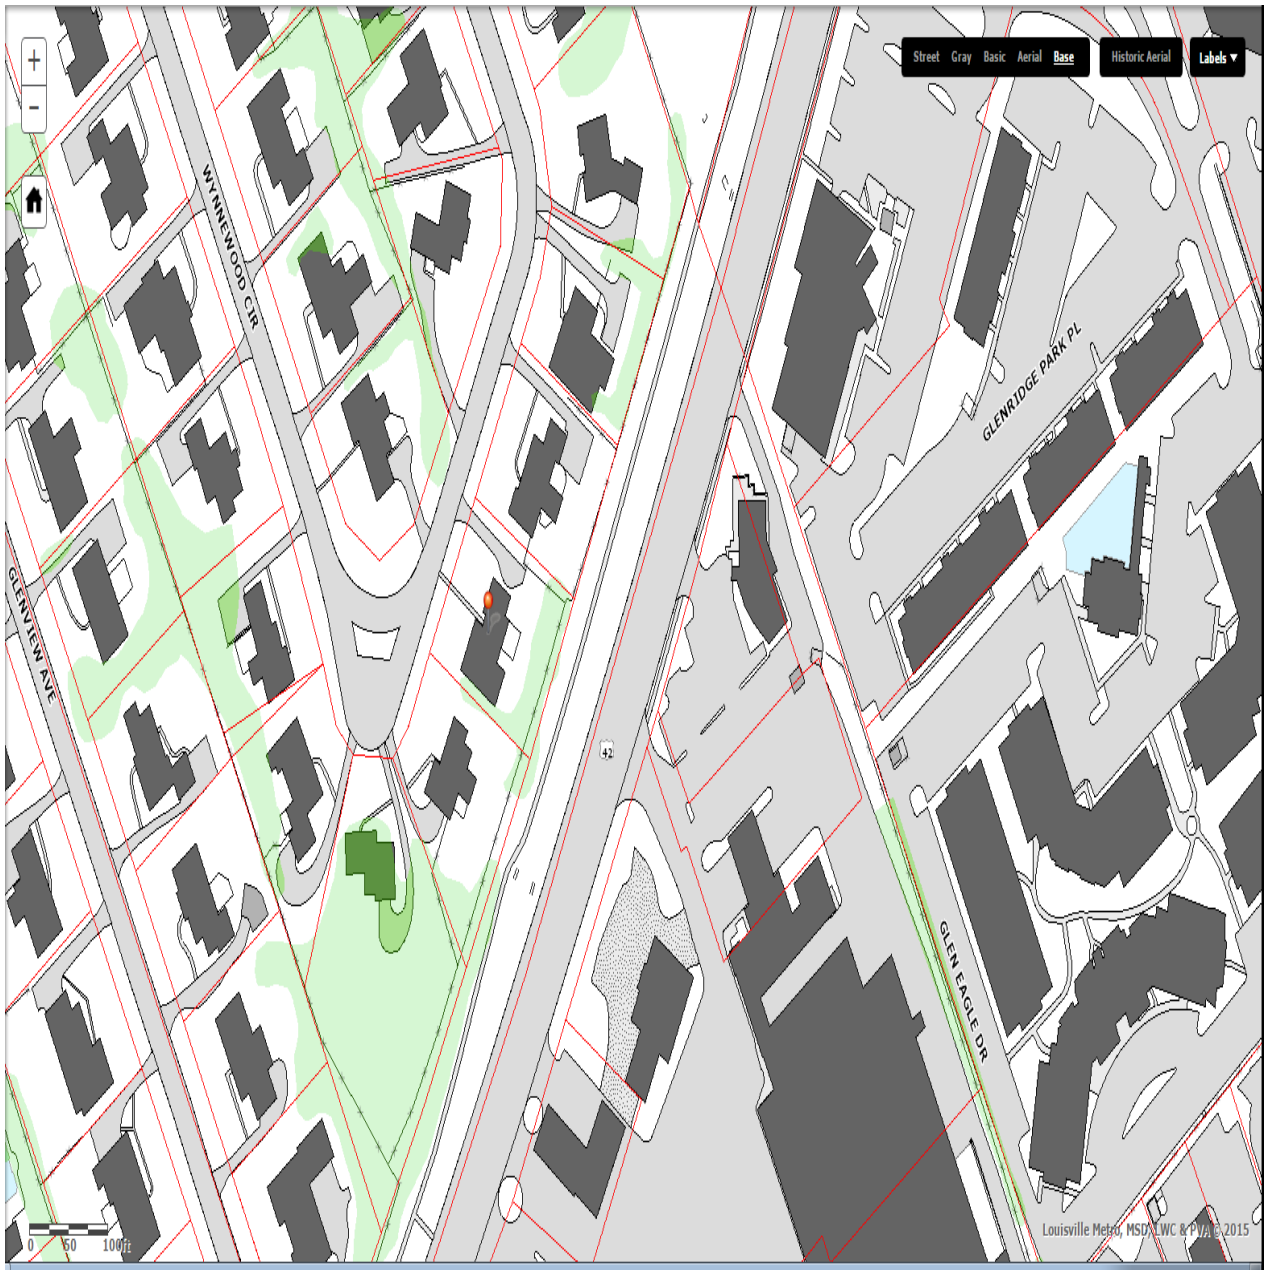 +
−
Street Gray Basic Aerial Base
Historic Aerial
Labels ▼
WYNNEWOOD CIR
GLENRIDGE PARK PL
GLENVIEW AVE
42
GLEN EAGLE DR
0 50 100ft
Louisville Metro, MSD, LWC & PVA © 2015